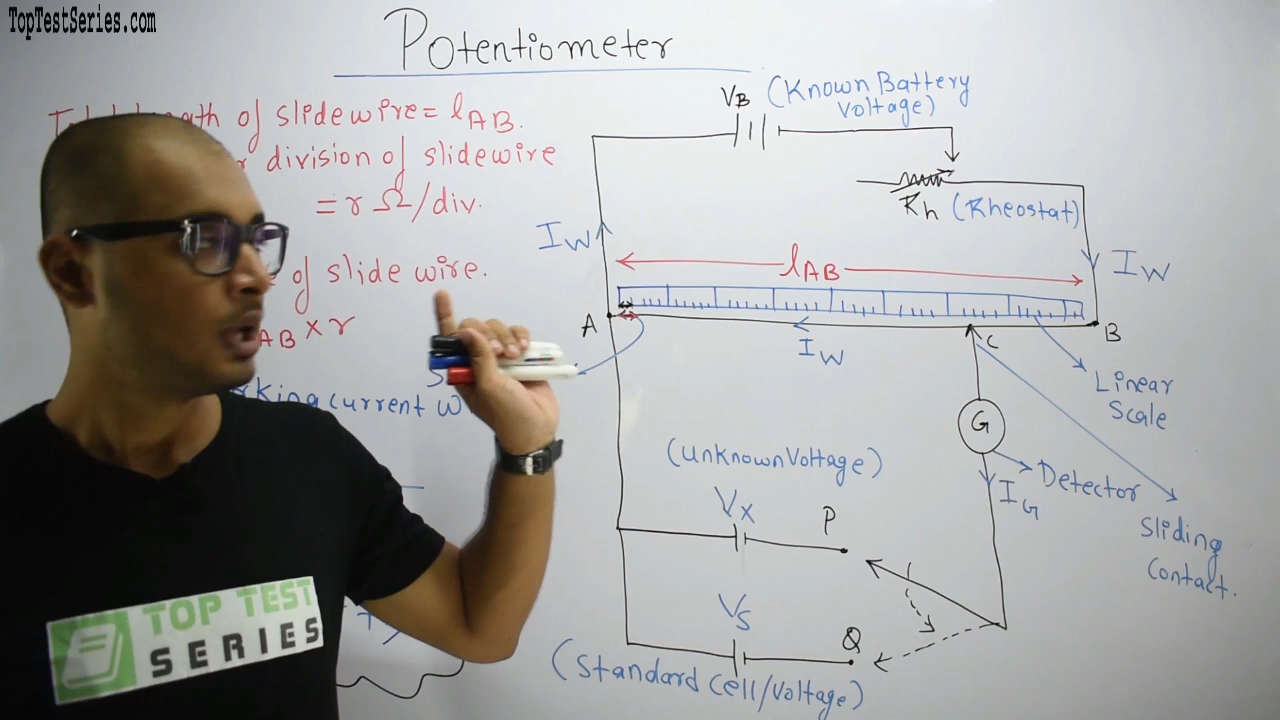 TopTestSeries.com
Potentiometer
of slidewire = lAB.
division of slidewire
= r Ω/div.
of slide wire.
AB × r
current
VB (Known Battery
Voltage)
Rh (Rheostat)
IW
IW
lAB
A
B
C
IW
Linear
Scale
G
Detector
IG
Sliding
Contact.
(Unknown Voltage)
VX
P
VS
Q
(Standard Cell/Voltage)
TOP TEST
SERIES